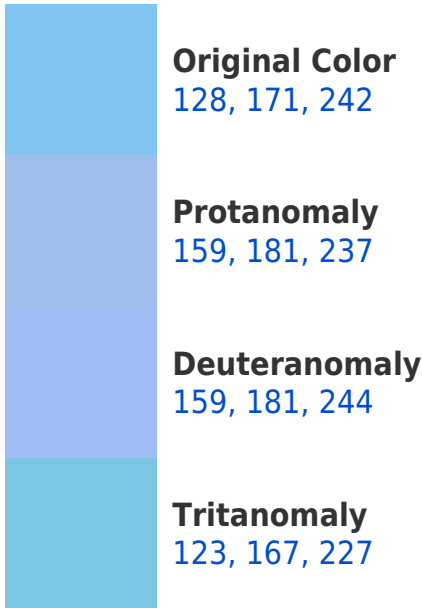 Original Color
128, 171, 242
Protanomaly
159, 181, 237
Deuteranomaly
159, 181, 244
Tritanomaly
123, 167, 227